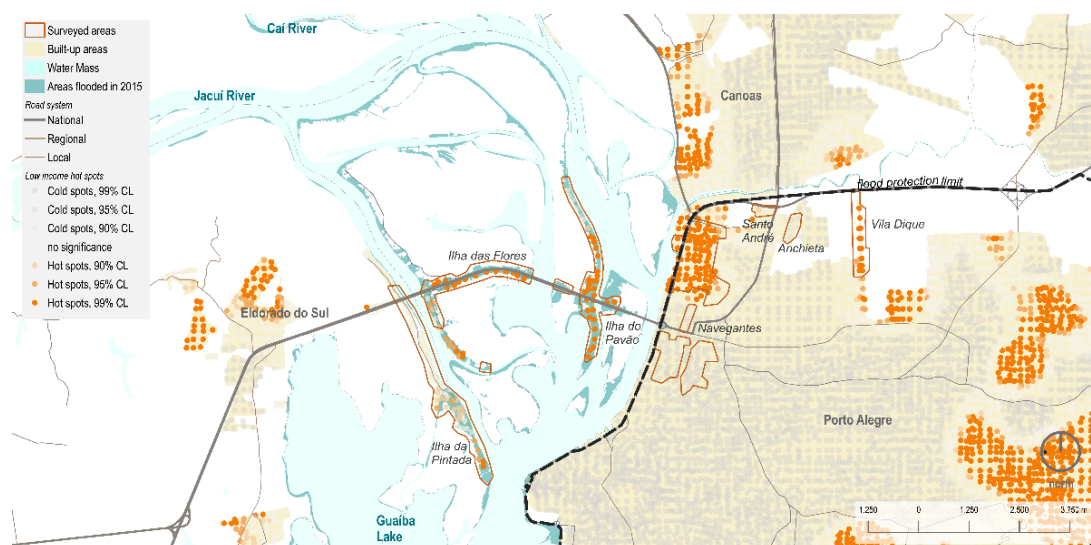 Surveyed areas
Built-up areas
Water Mass
Areas flooded in 2015
Road system
National
Regional
Local
Low income hot spots
Cold spots, 99% CL
Cold spots, 95% CL
Cold spots, 90% CL
no significance
Hot spots, 90% CL
Hot spots, 95% CL
Hot spots, 99% CL
Caí River
Jacuí River
Canoas
flood protection limit
Santo
André
Anchieta
Vila Dique
Ilha das Flores
Eldorado do Sul
Ilha do
Pavão
Navegantes
Porto Alegre
Ilha da
Pintada
Guaíba
Lake
1.250 0 1.250 2.500 3.750 m